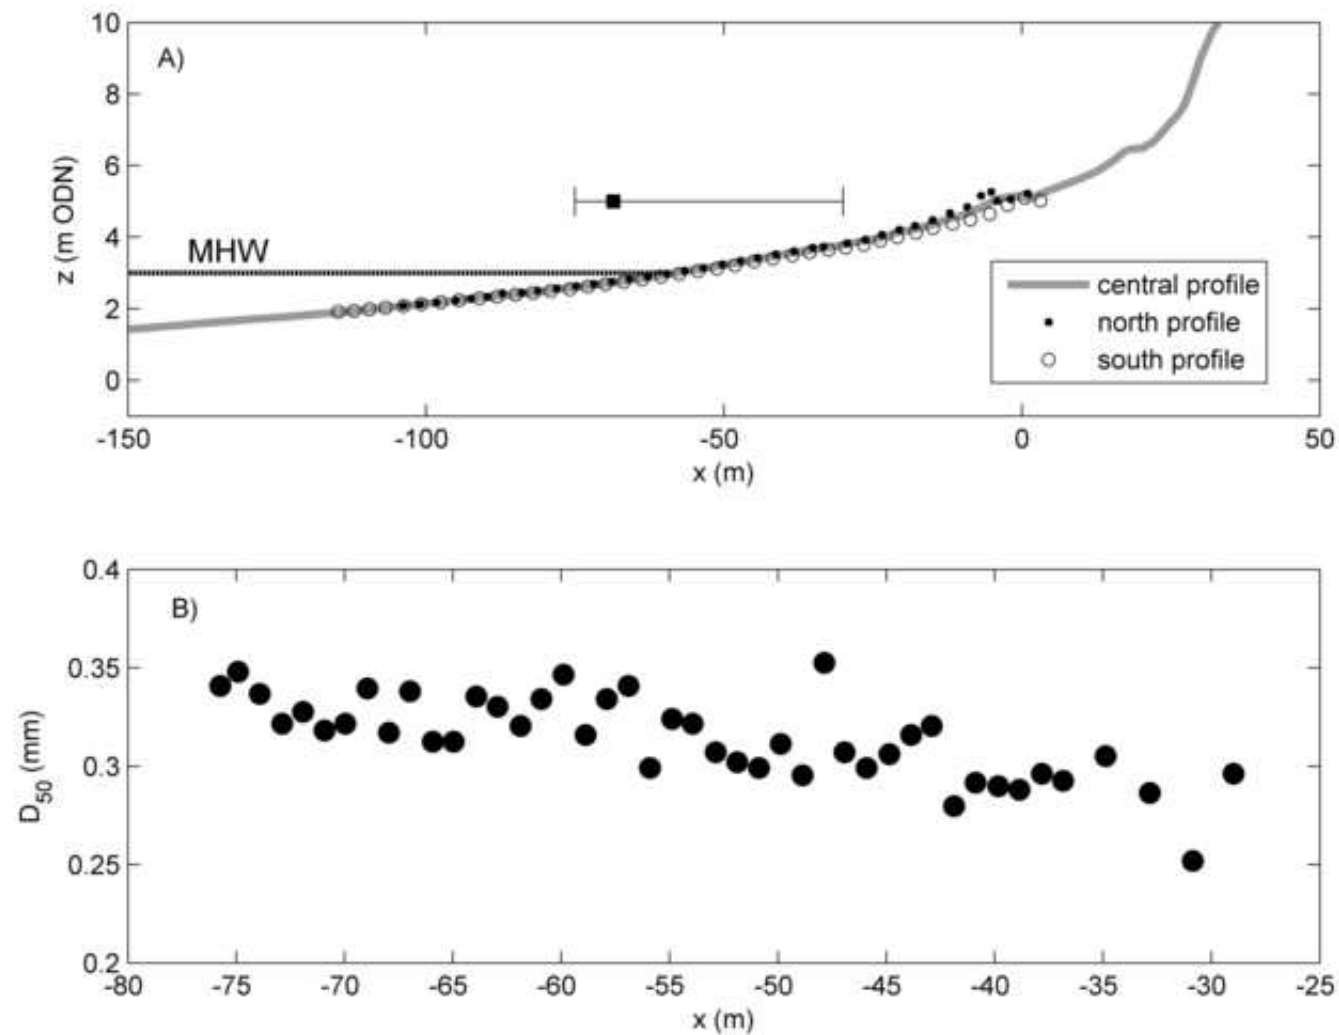 A)
10
8
6
4
2
0
z (m ODN)
MHW
central profile
north profile
south profile
-150 -100 -50 0 50
x (m)
B)
0.4
0.35
0.3
0.25
0.2
D50 (mm)
-80 -75 -70 -65 -60 -55 -50 -45 -40 -35 -30 -25
x (m)